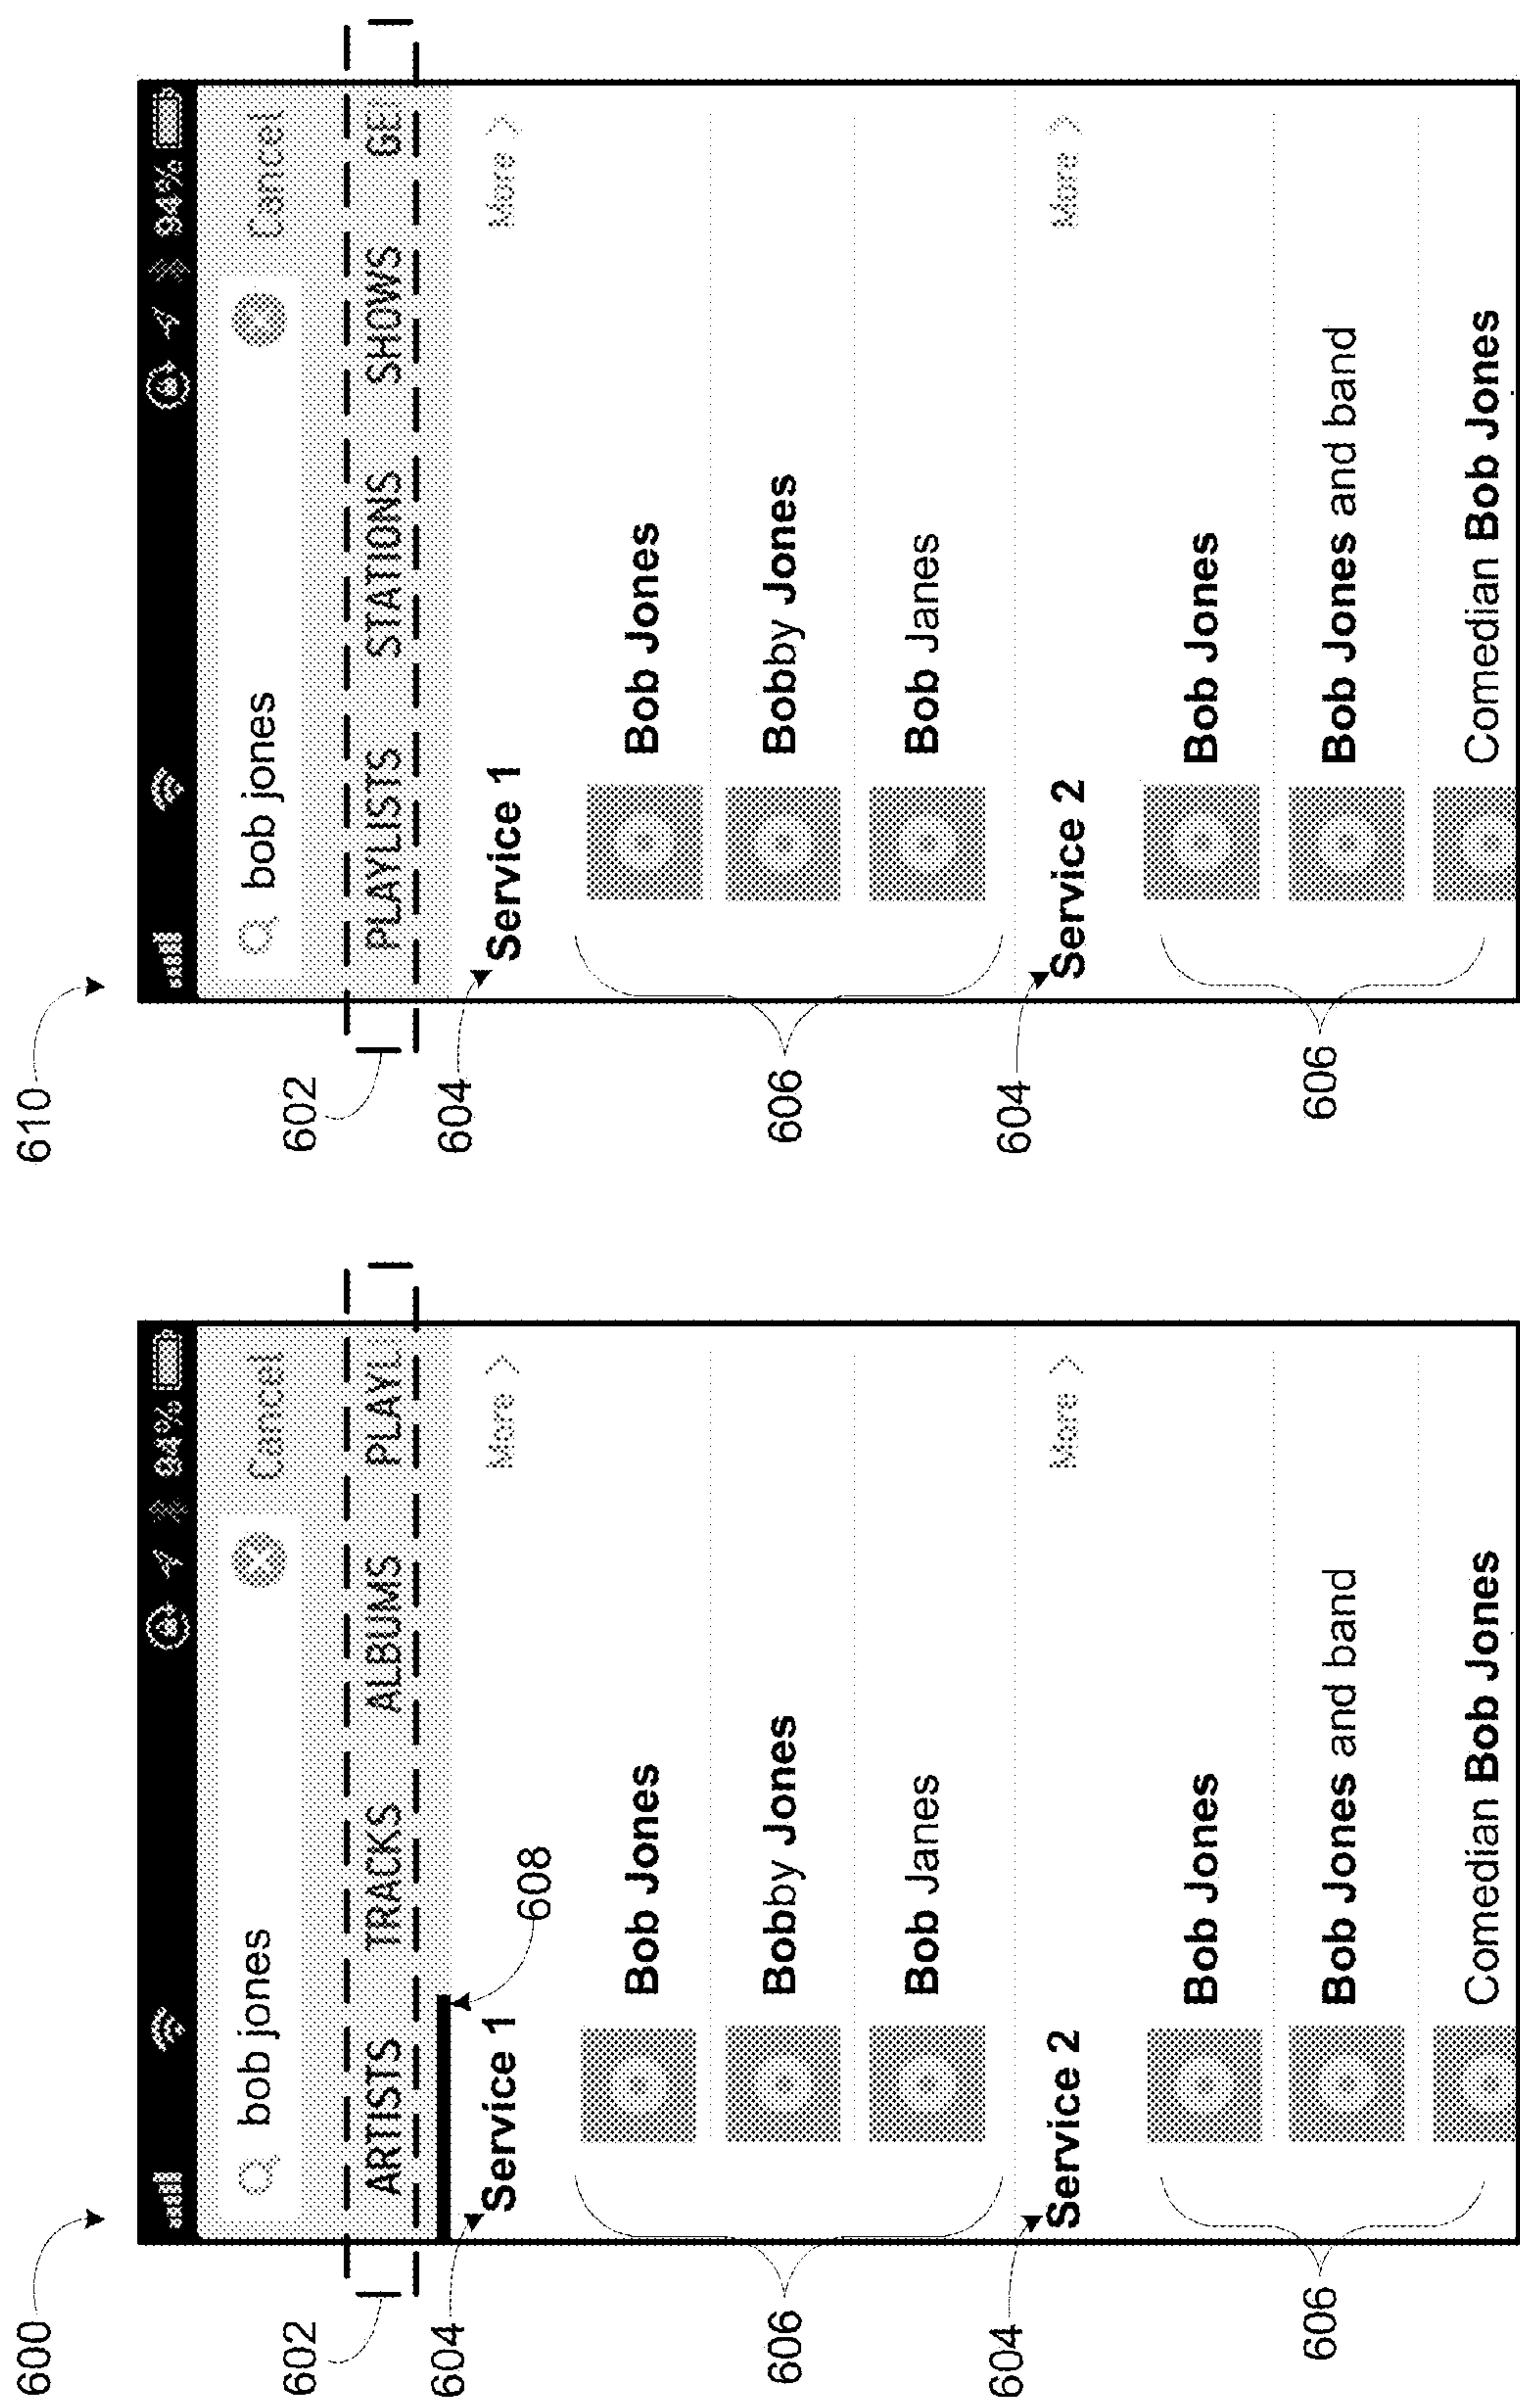 600
94%
bob jones
Cancel
602
ARTISTS TRACKS ALBUMS PLAYL
604
Service 1
More >
608
606
Bob Jones
Bobby Jones
Bob Janes
604
Service 2
More >
606
Bob Jones
Bob Jones and band
Comedian Bob Jones
610
94%
bob jones
Cancel
602
PLAYLISTS STATIONS SHOWS GE
604
Service 1
More >
606
Bob Jones
Bobby Jones
Bob Janes
604
Service 2
More >
606
Bob Jones
Bob Jones and band
Comedian Bob Jones